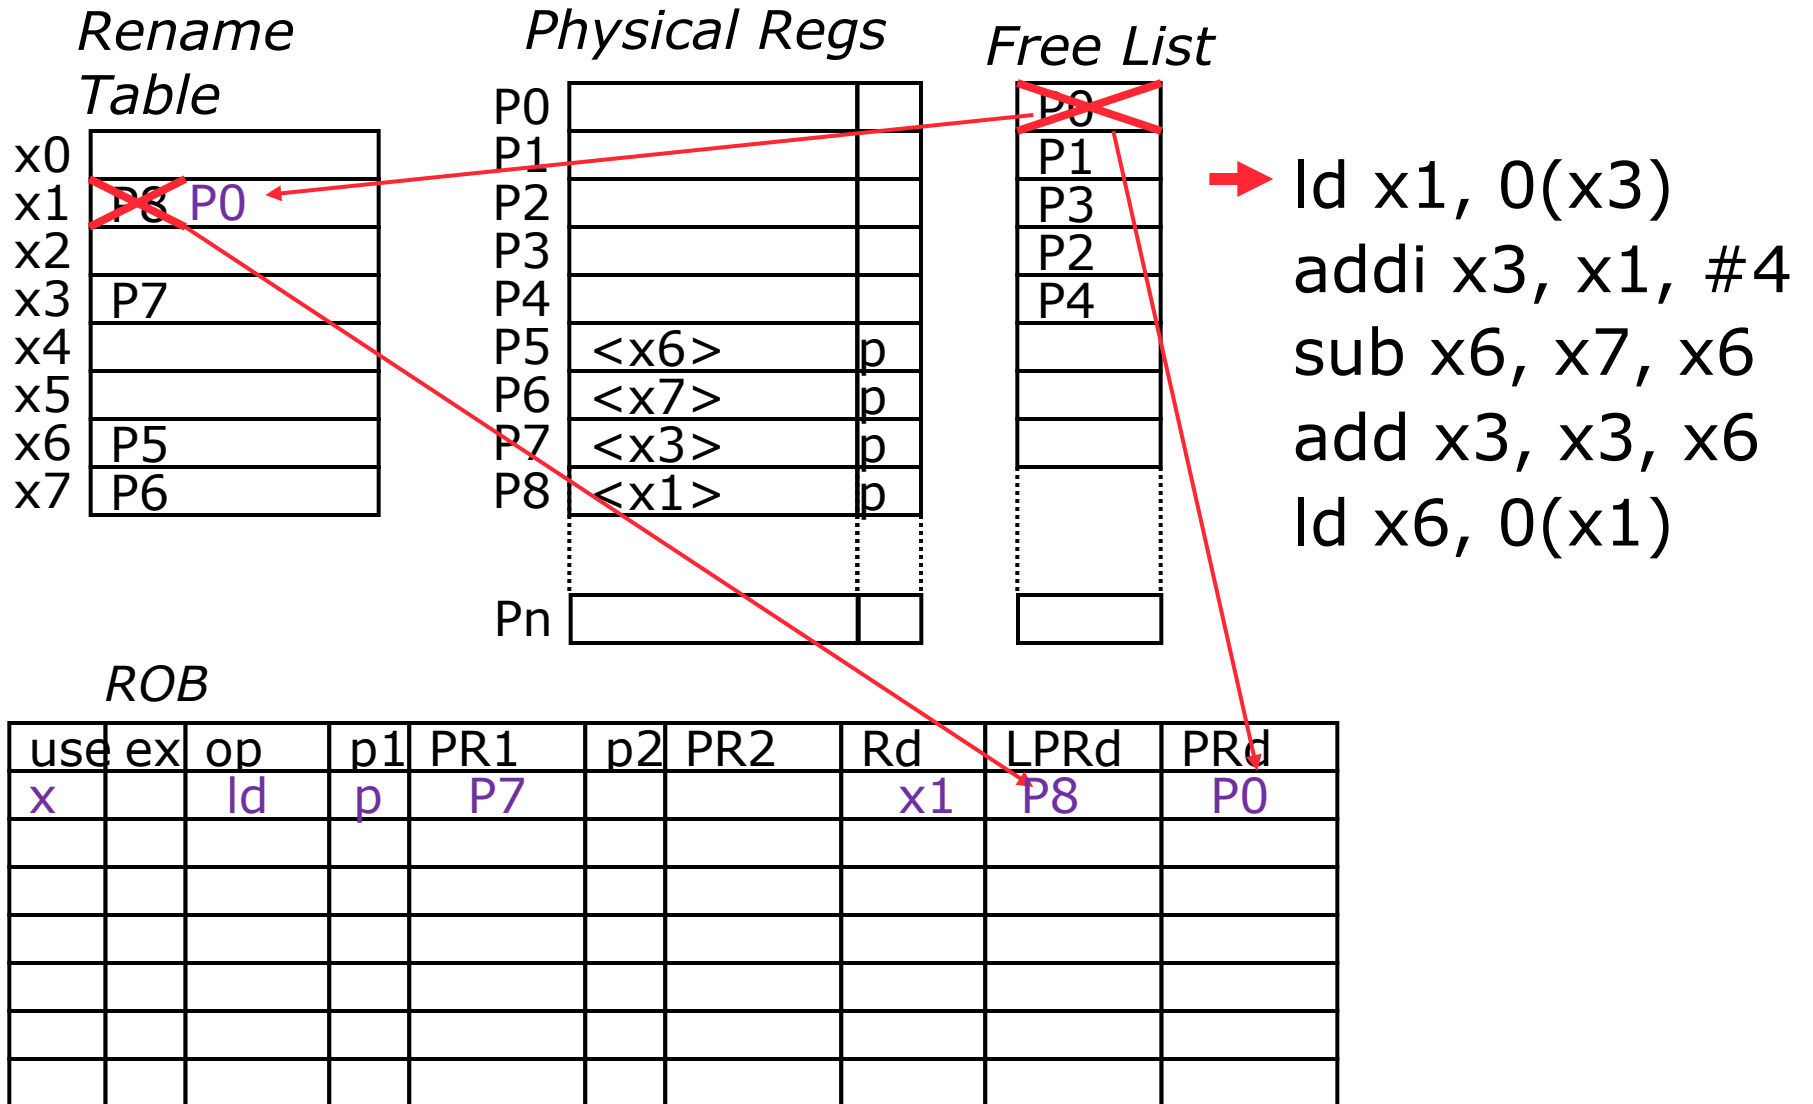 Rename
Table
x0
x1 P8 P0
x2
x3 P7
x4
x5
x6 P5
x7 P6
Physical Regs
P0
P1
P2
P3
P4
P5 <x6> p
P6 <x7> p
P7 <x3> p
P8 <x1> p
Pn
Free List
P0
P1
P3
P2
P4
ld x1, 0(x3)
addi x3, x1, #4
sub x6, x7, x6
add x3, x3, x6
ld x6, 0(x1)
ROB
use ex op p1 PR1 p2 PR2 Rd LPRd PRd
x ld p P7 x1 P8 P0